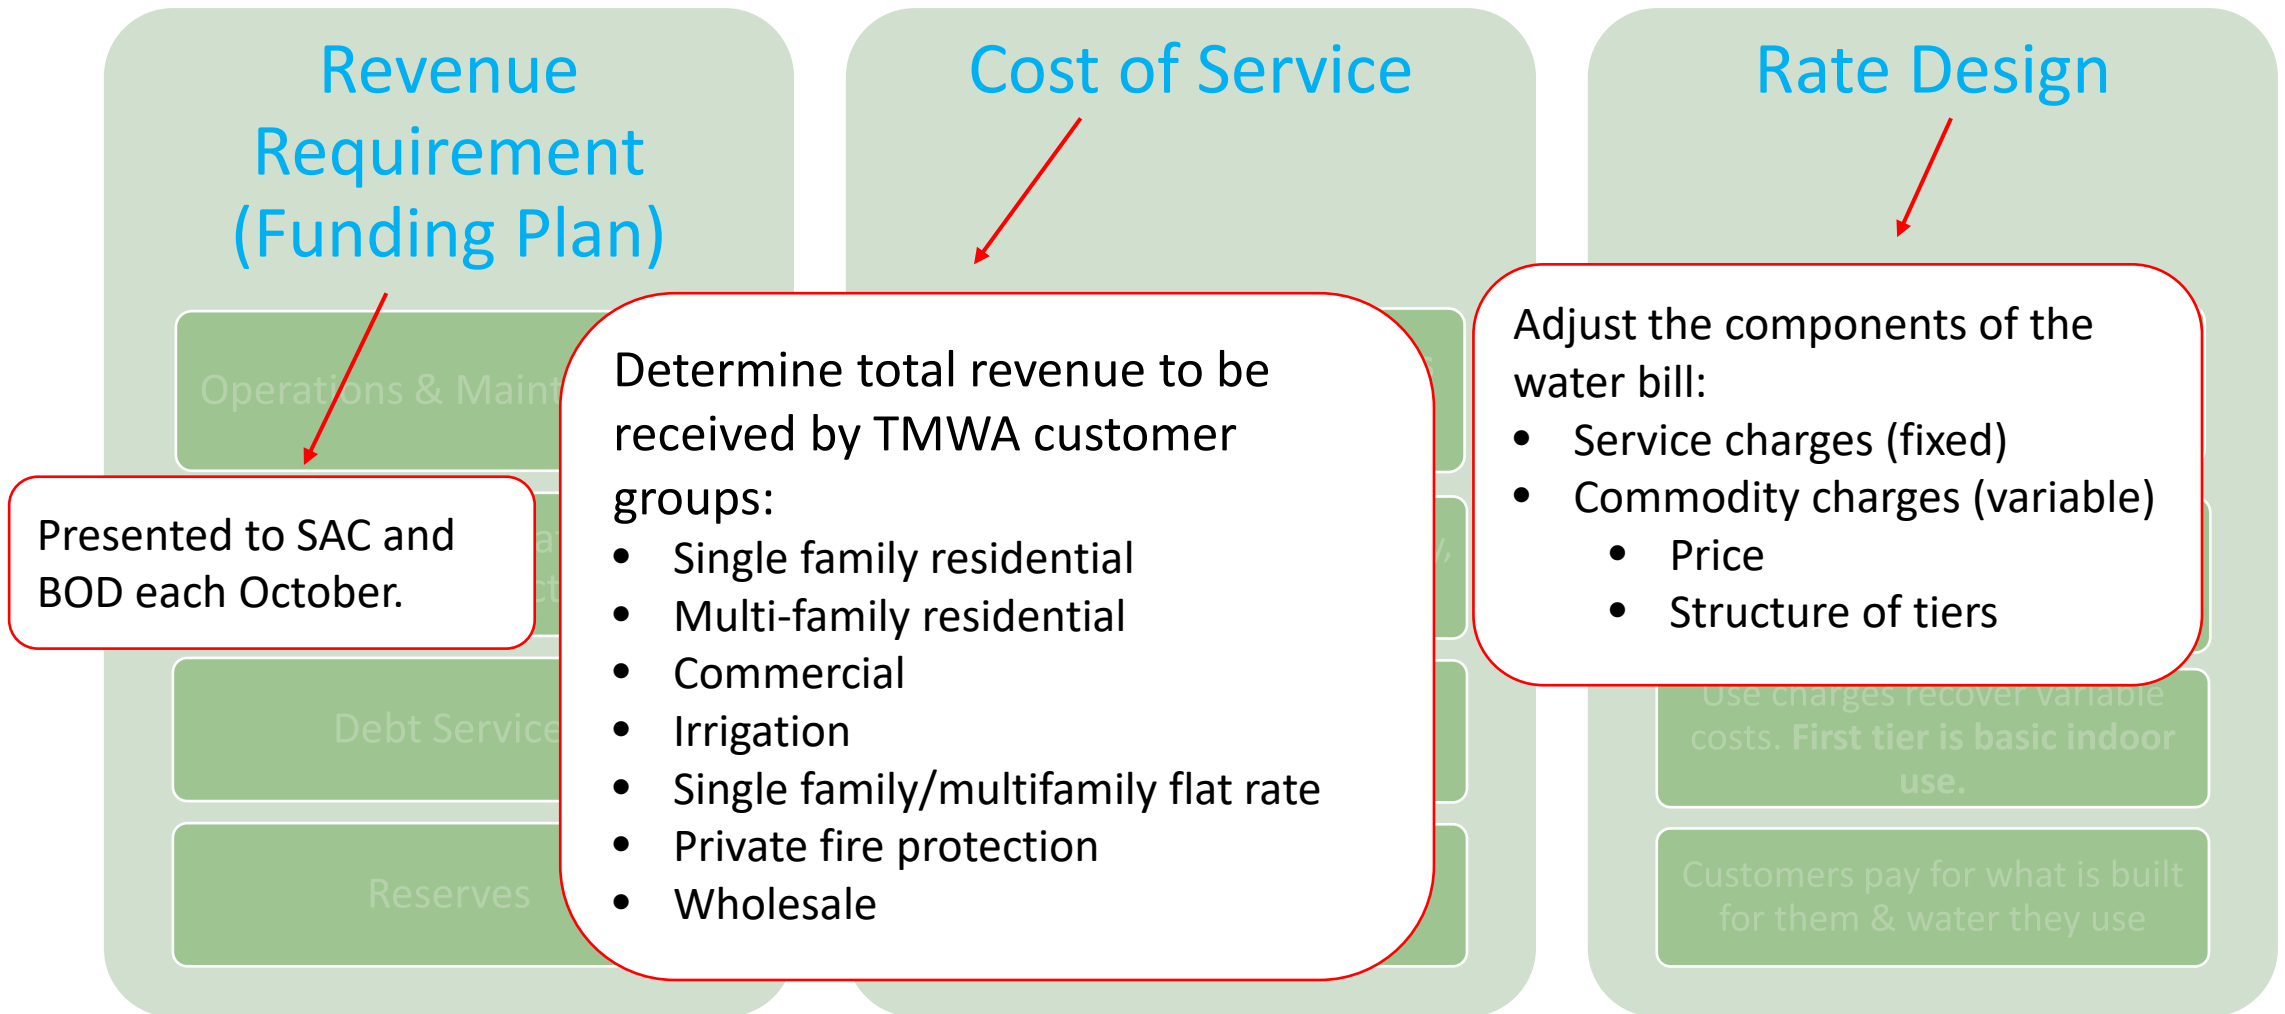 Revenue
Requirement
(Funding Plan)
Operations & Maint
Presented to SAC and
BOD each October.
Debt Service
Reserves
Cost of Service
Determine total revenue to be
received by TMWA customer
groups:
• Single family residential
• Multi-family residential
• Commercial
• Irrigation
• Single family/multifamily flat rate
• Private fire protection
• Wholesale
Rate Design
Adjust the components of the
water bill:
• Service charges (fixed)
• Commodity charges (variable)
• Price
• Structure of tiers
Use charges recover variable
costs. First tier is basic indoor
use.
Customers pay for what is built
for them & water they use